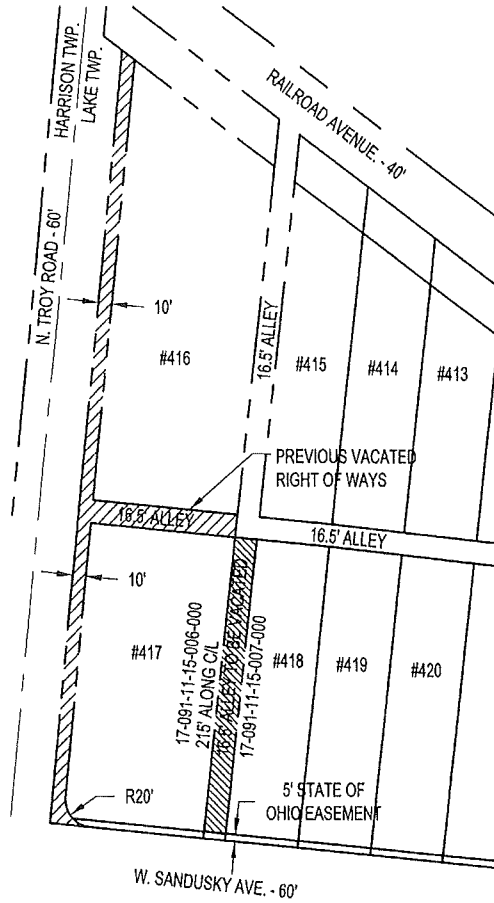 HARRISON TWP.
LAKE TWP.
RAILROAD AVENUE. - 40'
N. TROY ROAD - 60'
10'
#416
16.5' ALLEY
#415
#414
#413
PREVIOUS VACATED
RIGHT OF WAYS
16.5' ALLEY
16.5' ALLEY
10'
#417
17-091-11-15-006-000
215' ALONG C/L
16.5' ALLEY TO BE VACATED
17-091-11-15-007-000
#418
#419
#420
R20'
5' STATE OF
OHIO EASEMENT
W. SANDUSKY AVE. - 60'